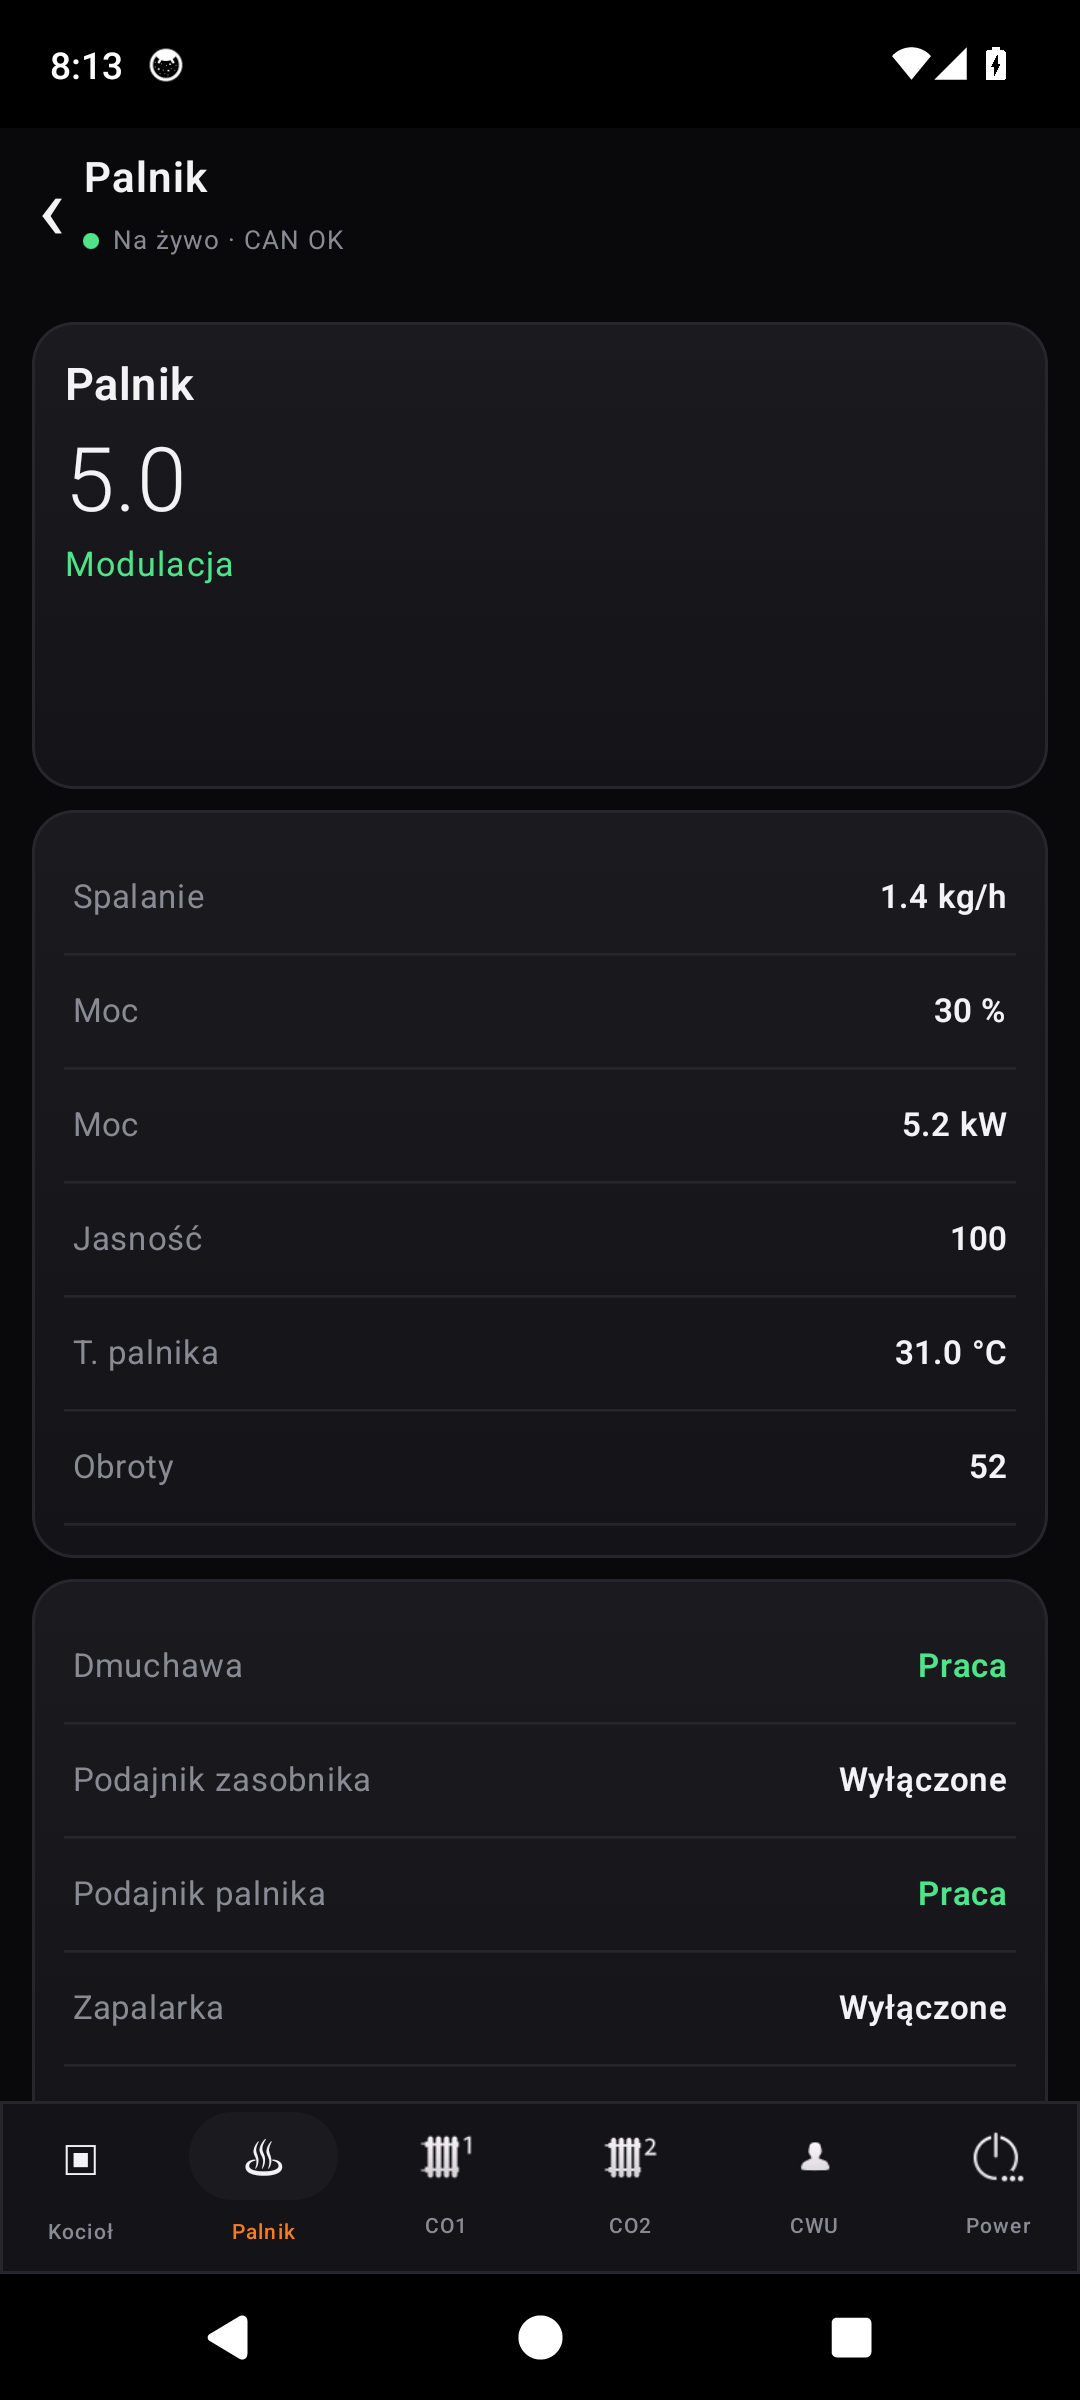 8:13
Palnik
Na żywo · CAN OK
Palnik
5.0
Modulacja
Spalanie 1.4 kg/h
Moc 30 %
Moc 5.2 kW
Jasność 100
T. palnika 31.0 °C
Obroty 52
Dmuchawa Praca
Podajnik zasobnika Wyłączone
Podajnik palnika Praca
Zapalarka Wyłączone
1 2
Kocioł Palnik CO1 CO2 CWU Power